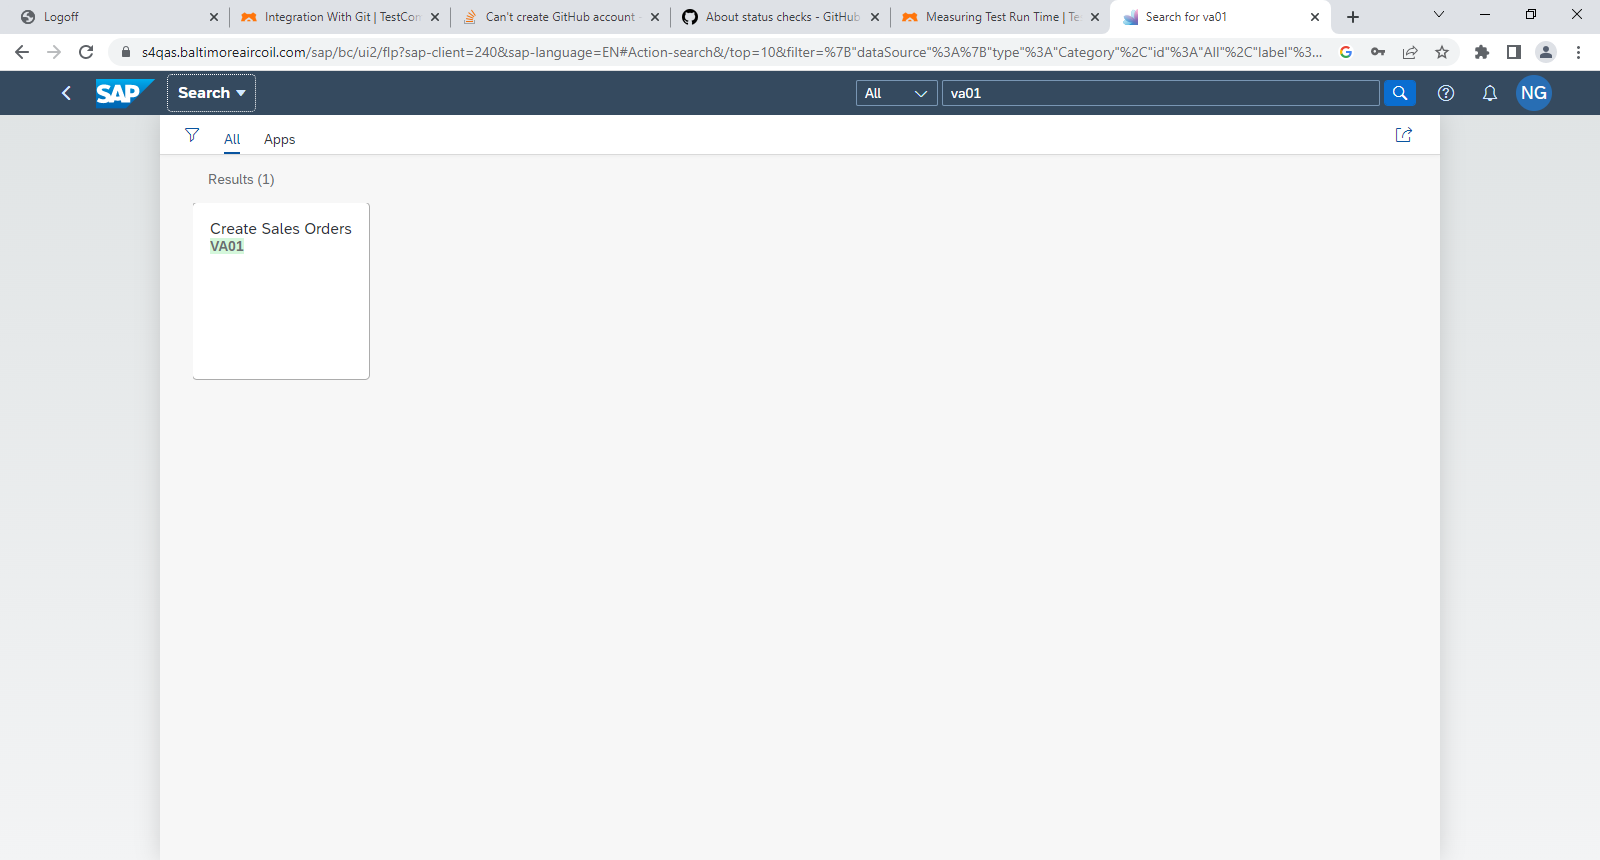 Logoff
Integration With Git | TestCom
Can't create GitHub account -
About status checks - GitHub
Measuring Test Run Time | Te
Search for va01
s4qas.baltimoreaircoil.com/sap/bc/ui2/flp?sap-client=240&sap-language=EN#Action-search&/top=10&filter=%7B"dataSource"%3A%7B"type"%3A"Category"%2C"id"%3A"All"%2C"label"%3...
SAP
Search
All
va01
NG
All
Apps
Results (1)
Create Sales Orders
VA01